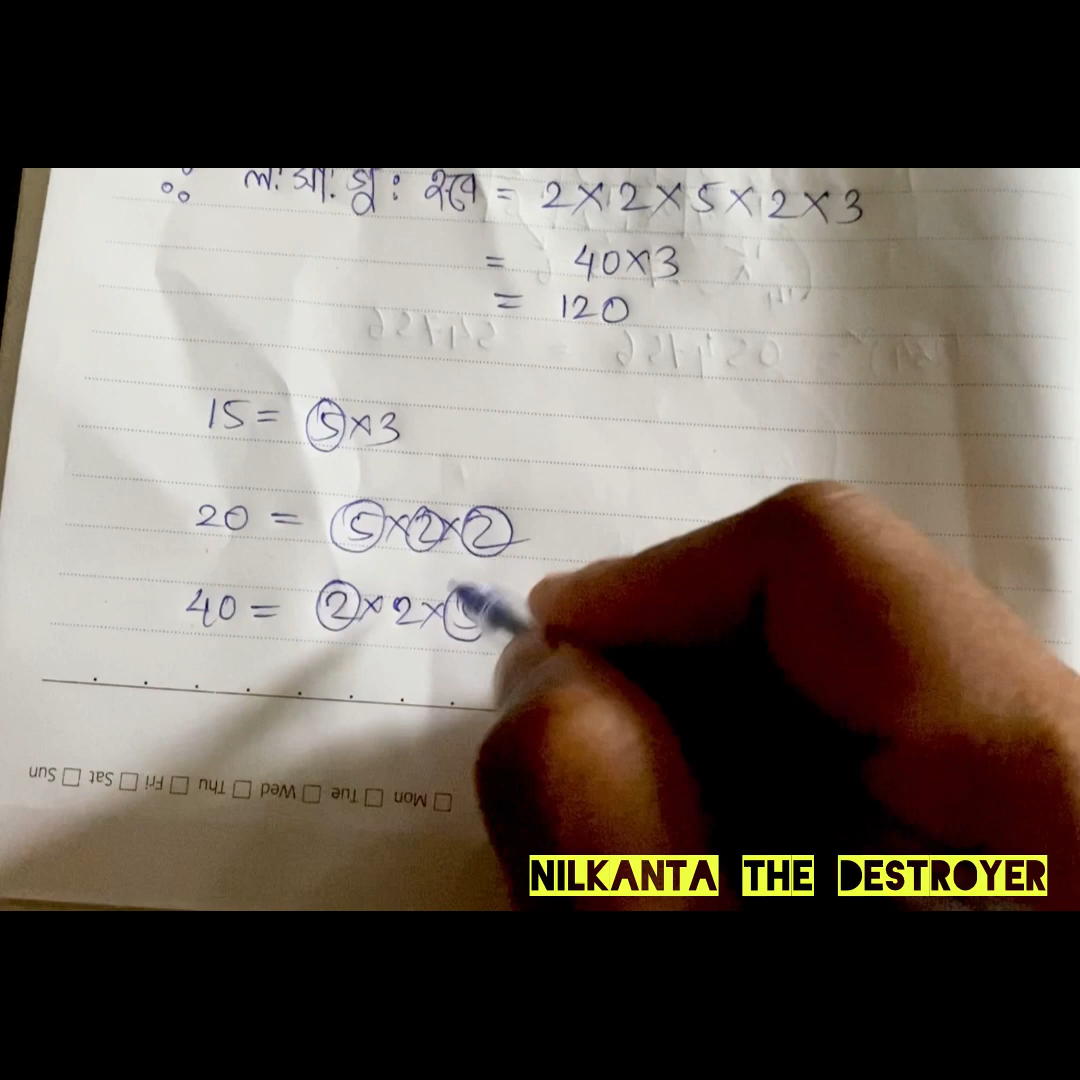 ∴ ল: সা: গু: হবে = 2×2×5×2×3
= 40×3
= 120
15 = 5×3
20 = 5×2×2
40 = 2×2×5
Mon Tue Wed Thu Fri Sat Sun
NILKANTA THE DESTROYER